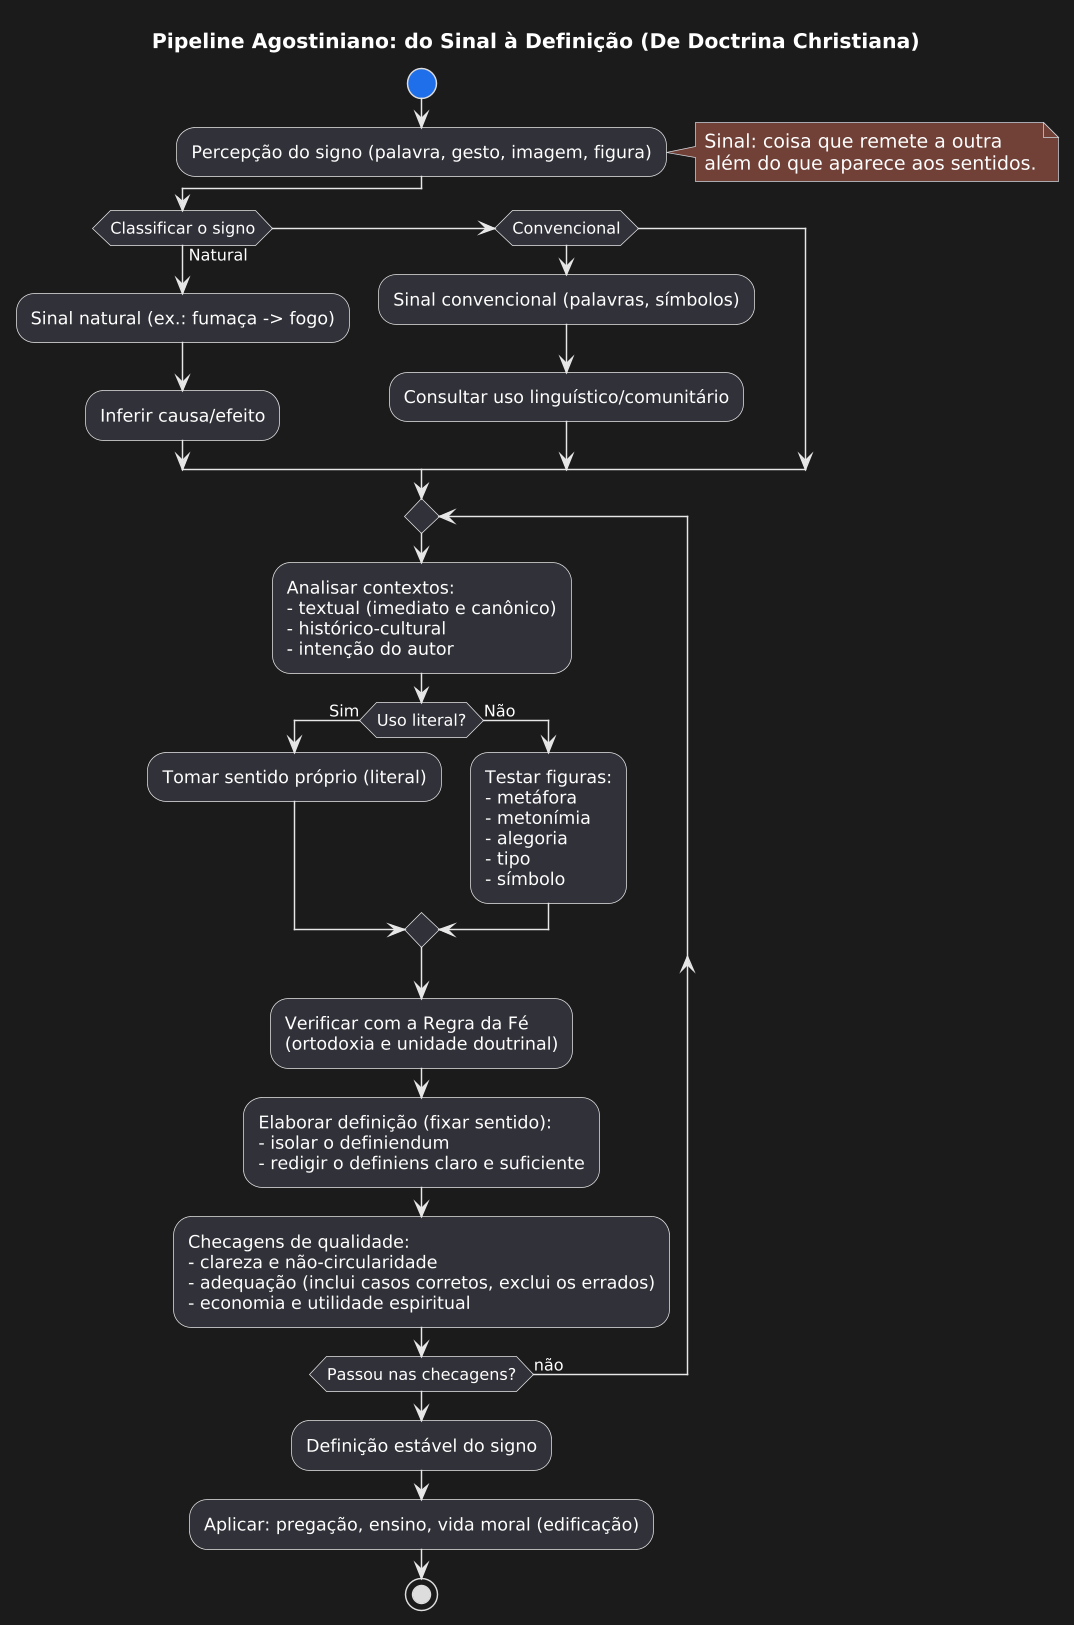 Pipeline Agostiniano: do Sinal à Definição (De Doctrina Christiana)
Percepção do signo (palavra, gesto, imagem, figura)
Sinal: coisa que remete a outra
além do que aparece aos sentidos.
Classificar o signo
Natural
Sinal natural (ex.: fumaça -> fogo)
Inferir causa/efeito
Convencional
Sinal convencional (palavras, símbolos)
Consultar uso linguístico/comunitário
Analisar contextos:
- textual (imediato e canônico)
- histórico-cultural
- intenção do autor
Uso literal?
Sim
Não
Tomar sentido próprio (literal)
Testar figuras:
- metáfora
- metonímia
- alegoria
- tipo
- símbolo
Verificar com a Regra da Fé
(ortodoxia e unidade doutrinal)
Elaborar definição (fixar sentido):
- isolar o definiendum
- redigir o definiens claro e suficiente
Checagens de qualidade:
- clareza e não-circularidade
- adequação (inclui casos corretos, exclui os errados)
- economia e utilidade espiritual
Passou nas checagens?
não
Definição estável do signo
Aplicar: pregação, ensino, vida moral (edificação)